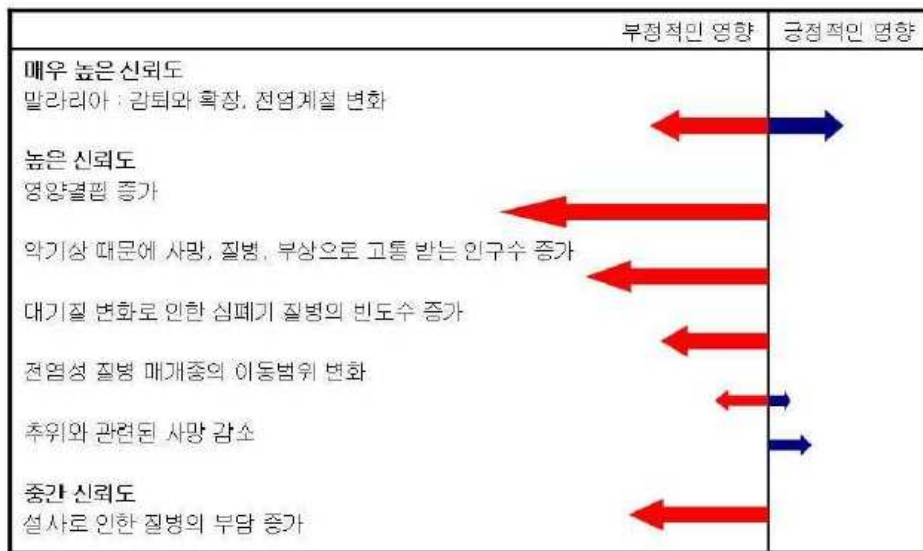 부정적인 영향 긍정적인 영향
매우 높은 신뢰도
말라리아 : 감퇴와 확장, 전염계절 변화
높은 신뢰도
영양결핍 증가
악기상 때문에 사망, 질병, 부상으로 고통 받는 인구수 증가
대기질 변화로 인한 심폐기 질병의 빈도수 증가
전염성 질병 매개종의 이동범위 변화
추위와 관련된 사망 감소
중간 신뢰도
설사로 인한 질병의 부담 증가